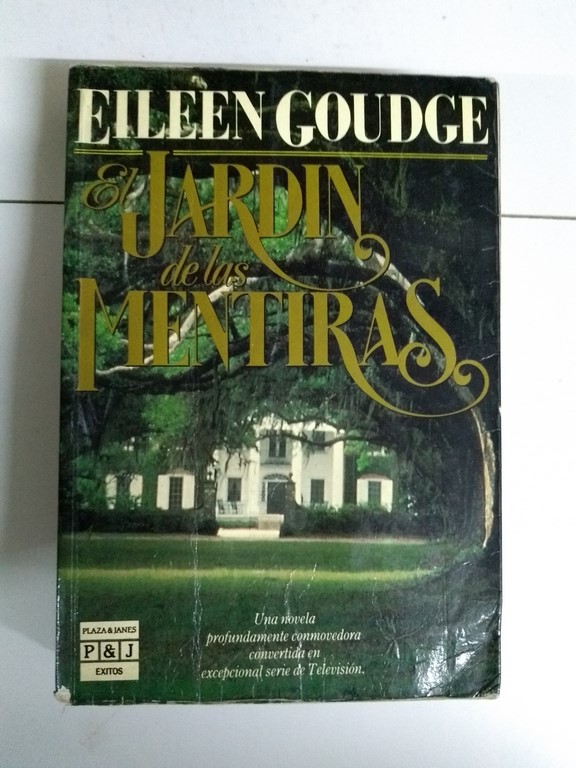 EILEEN GOUDGE
El JARDIN
de las
MENTIRAS
Una novela
profundamente conmovedora
convertida en
excepcional serie de Televisión.
PLAZA & JANES
P & J
EXITOS